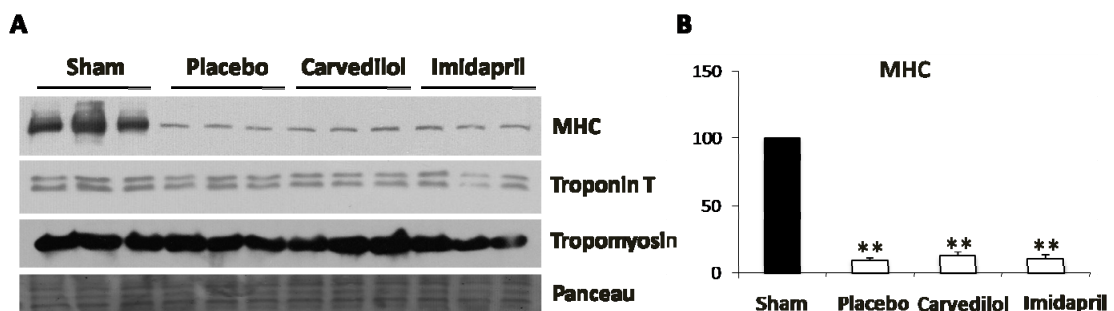 A
Sham Placebo Carvedilol Imidapril
MHC
Troponin T
Tropomyosin
Panceau
B
MHC
150
100
50
0
** ** **
Sham Placebo Carvedilol Imidapril